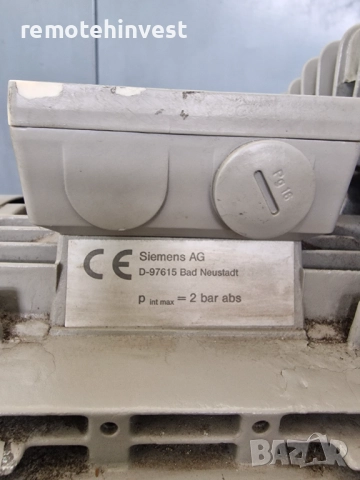 remotehinvest
Pg 16
CE Siemens AG
D-97615 Bad Neustadt
p int max = 2 bar abs
BAZAR